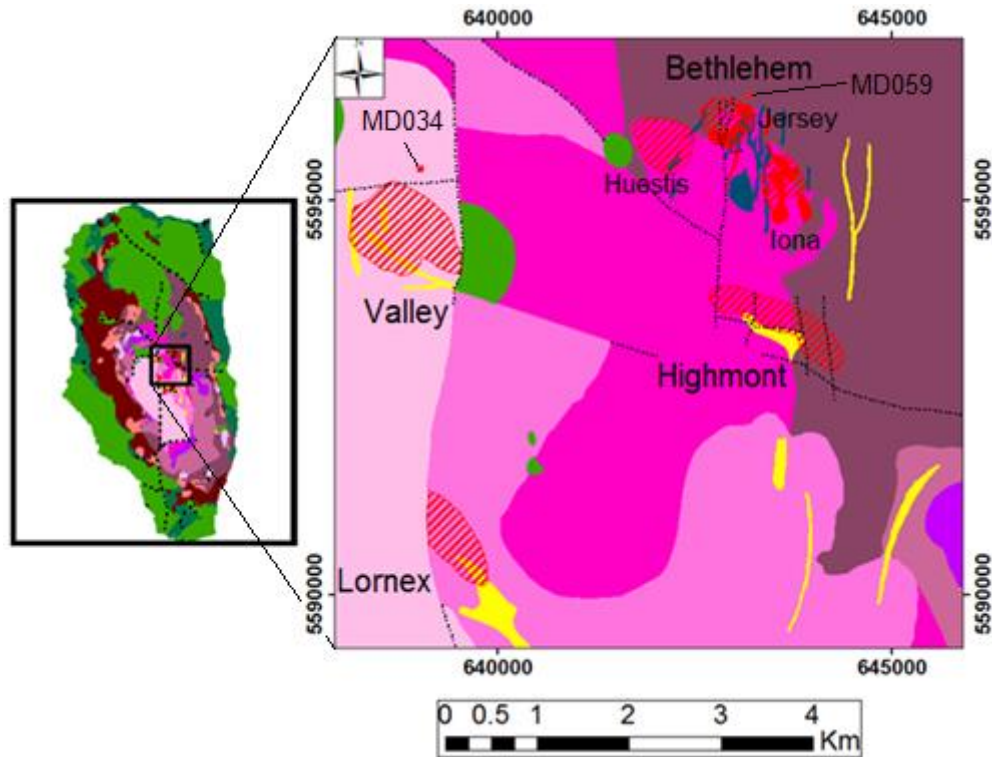 640000
645000
Bethlehem
MD059
MD034
Jersey
Huestis
5595000
5595000
Iona
Valley
Highmont
Lornex
5590000
5590000
640000
645000
0 0.5 1 2 3 4
Km